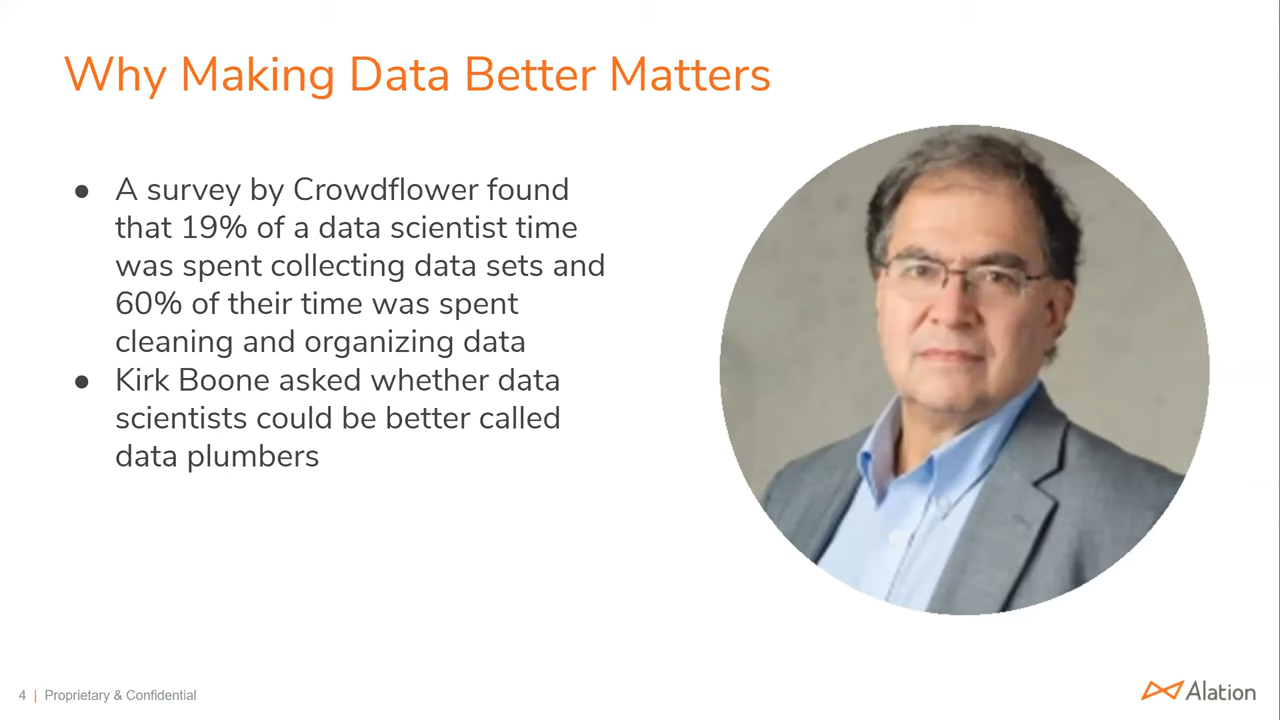 Why Making Data Better Matters
● A survey by Crowdflower found
that 19% of a data scientist time
was spent collecting data sets and
60% of their time was spent
cleaning and organizing data
● Kirk Boone asked whether data
scientists could be better called
data plumbers
4 | Proprietary & Confidential
Alation